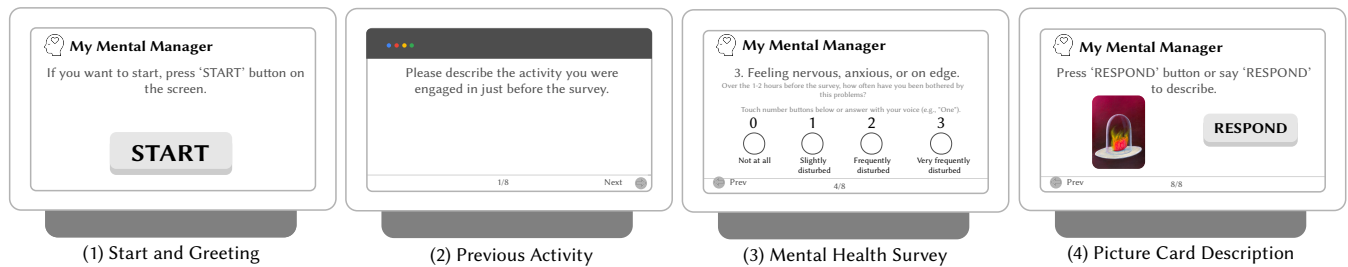 My Mental Manager
If you want to start, press ‘START’ button on
the screen.
START
(1) Start and Greeting
Please describe the activity you were
engaged in just before the survey.
1/8
Next
(2) Previous Activity
My Mental Manager
3. Feeling nervous, anxious, or on edge.
Over the 1-2 hours before the survey, how often have you been bothered by
this problems?
Touch number buttons below or answer with your voice (e.g., "One").
0 1 2 3
Not at all Slightly Frequently Very frequently
disturbed disturbed disturbed
Prev
4/8
(3) Mental Health Survey
My Mental Manager
Press ‘RESPOND’ button or say ‘RESPOND’
to describe.
RESPOND
Prev
8/8
(4) Picture Card Description